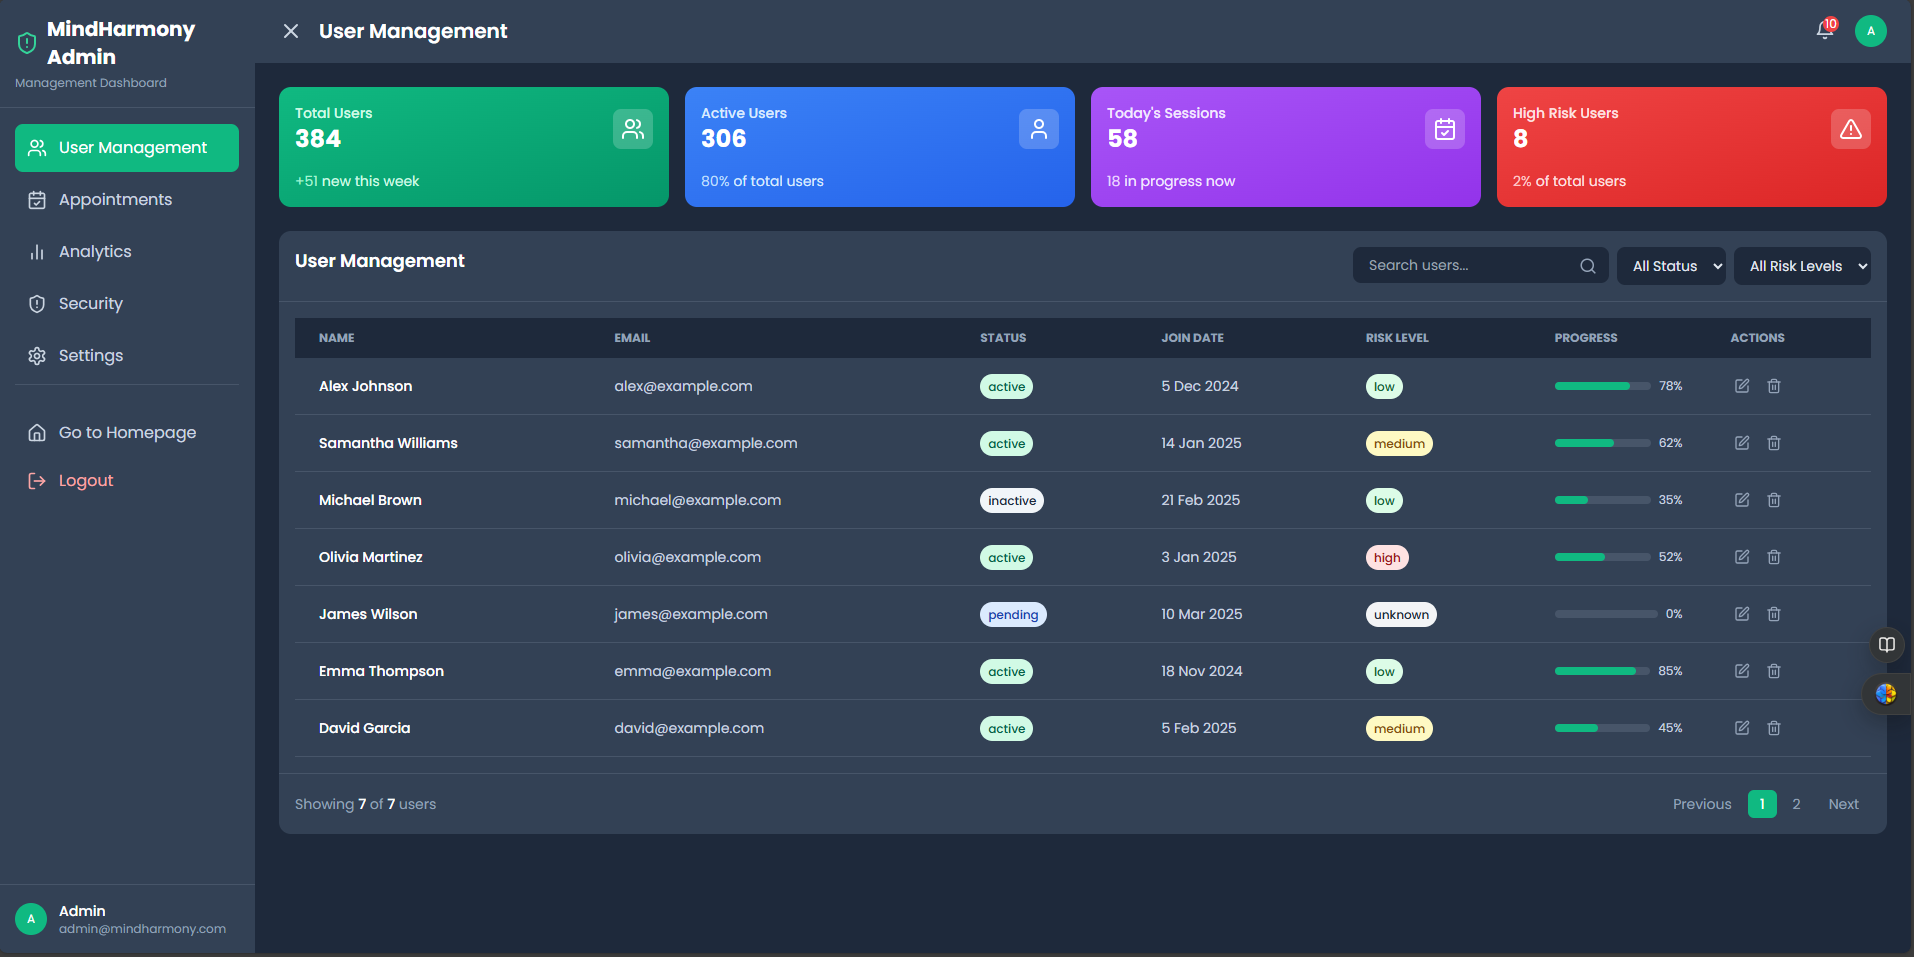 MindHarmony
Admin
Management Dashboard
User Management
Appointments
Analytics
Security
Settings
Go to Homepage
Logout
A
Admin
admin@mindharmony.com
User Management
10
A
Total Users
384
+51 new this week
Active Users
306
80% of total users
Today's Sessions
58
18 in progress now
High Risk Users
8
2% of total users
User Management
Search users...
All Status
All Risk Levels
NAME EMAIL STATUS JOIN DATE RISK LEVEL PROGRESS ACTIONS
Alex Johnson alex@example.com active 5 Dec 2024 low 78%
Samantha Williams samantha@example.com active 14 Jan 2025 medium 62%
Michael Brown michael@example.com inactive 21 Feb 2025 low 35%
Olivia Martinez olivia@example.com active 3 Jan 2025 high 52%
James Wilson james@example.com pending 10 Mar 2025 unknown 0%
Emma Thompson emma@example.com active 18 Nov 2024 low 85%
David Garcia david@example.com active 5 Feb 2025 medium 45%
Showing 7 of 7 users
Previous 1 2 Next